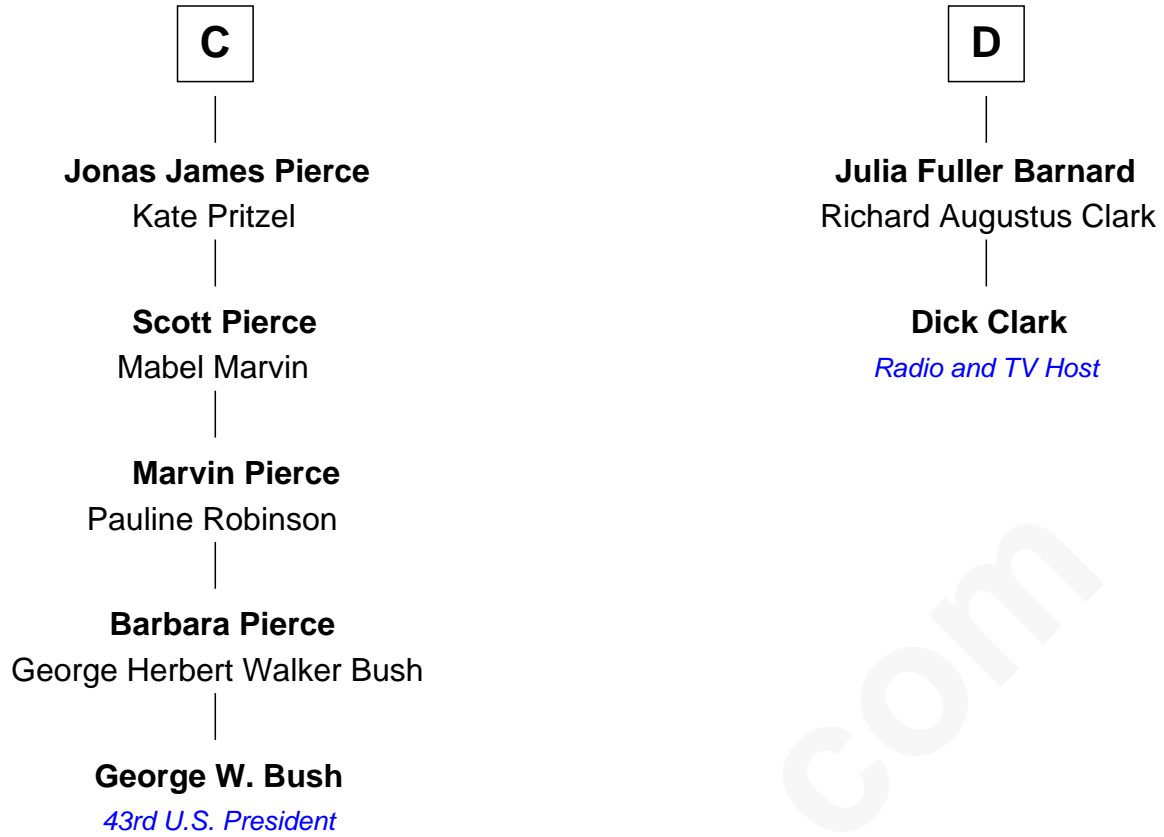 C
Jonas James Pierce
Kate Pritzel
Scott Pierce
Mabel Marvin
Marvin Pierce
Pauline Robinson
Barbara Pierce
George Herbert Walker Bush
George W. Bush
43rd U.S. President
D
Julia Fuller Barnard
Richard Augustus Clark
Dick Clark
Radio and TV Host
com